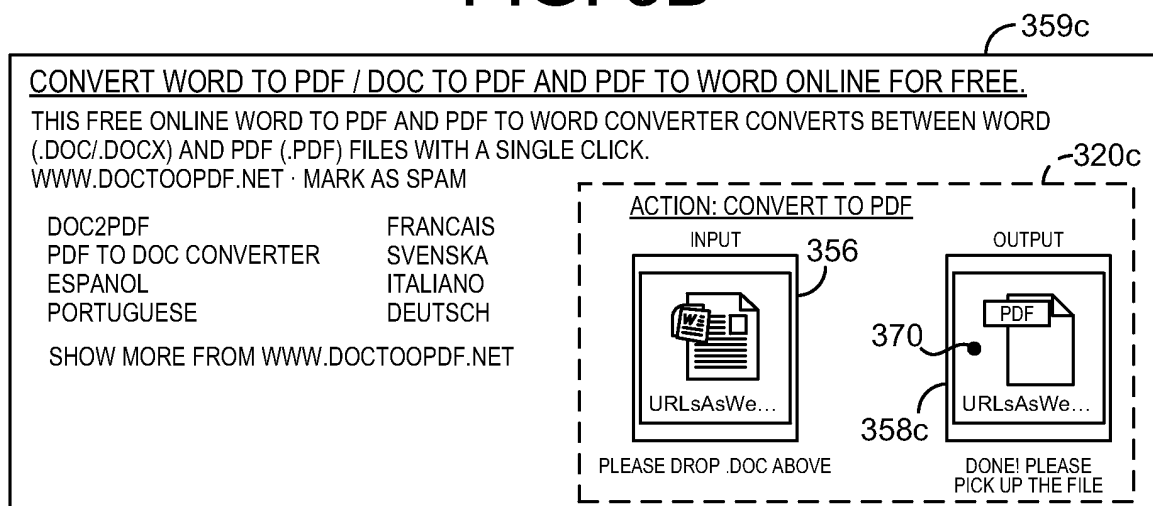 359c
CONVERT WORD TO PDF / DOC TO PDF AND PDF TO WORD ONLINE FOR FREE.
THIS FREE ONLINE WORD TO PDF AND PDF TO WORD CONVERTER CONVERTS BETWEEN WORD
(.DOC/.DOCX) AND PDF (.PDF) FILES WITH A SINGLE CLICK.
WWW.DOCTOOPDF.NET · MARK AS SPAM
320c
DOC2PDF
PDF TO DOC CONVERTER
ESPANOL
PORTUGUESE
FRANCAIS
SVENSKA
ITALIANO
DEUTSCH
SHOW MORE FROM WWW.DOCTOOPDF.NET
ACTION: CONVERT TO PDF
INPUT
356
W
URLsAsWe...
PLEASE DROP .DOC ABOVE
OUTPUT
PDF
370
URLsAsWe...
358c
DONE! PLEASE
PICK UP THE FILE